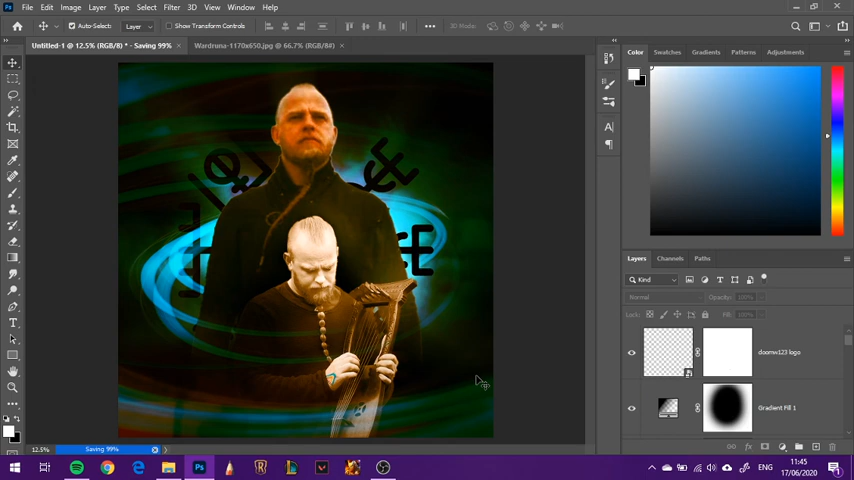 File Edit Image Layer Type Select Filter 3D View Window Help
Auto-Select: Layer Show Transform Controls 3D Mode:
Untitled-1 @ 12.5% (RGB/8) * - Saving 99% × Wardruna-1170x650.jpg @ 66.7% (RGB/8#) ×
Color Swatches Gradients Patterns Adjustments
Layers Channels Paths
Kind
Normal Opacity: 100%
Lock: Fill: 100%
doomw123 logo
Gradient Fill 1
12.5% Saving 99%
ENG 11:45
17/06/2020